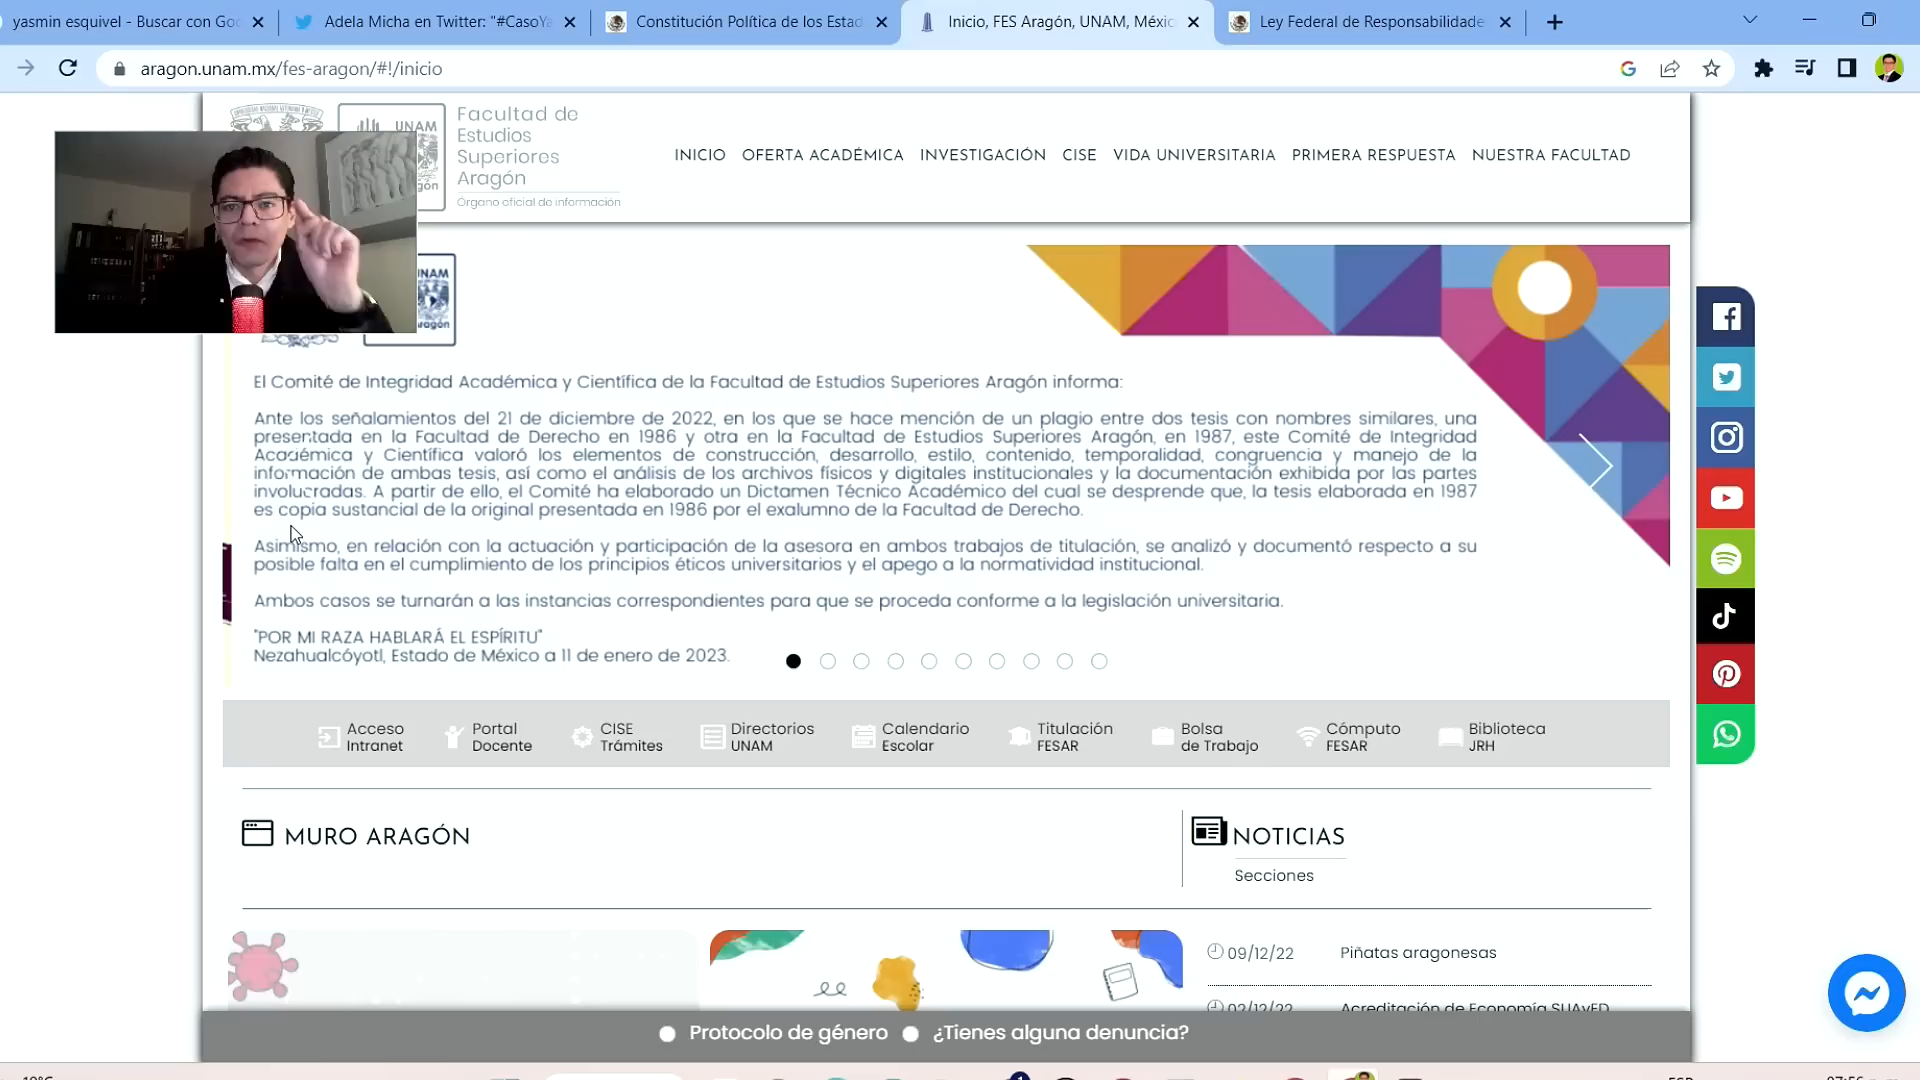 yasmin esquivel - Buscar con Goo
Adela Micha en Twitter: "#CasoYa
Constitución Política de los Estad
Inicio, FES Aragón, UNAM, Méxic
Ley Federal de Responsabilidade
aragon.unam.mx/fes-aragon/#!/inicio
UNAM
Facultad de
Estudios
Superiores
Aragón
Órgano oficial de información
INICIO OFERTA ACADÉMICA INVESTIGACIÓN CISE VIDA UNIVERSITARIA PRIMERA RESPUESTA NUESTRA FACULTAD
El Comité de Integridad Académica y Científica de la Facultad de Estudios Superiores Aragón informa:
Ante los señalamientos del 21 de diciembre de 2022, en los que se hace mención de un plagio entre dos tesis con nombres similares, una
presentada en la Facultad de Derecho en 1986 y otra en la Facultad de Estudios Superiores Aragón, en 1987, este Comité de Integridad
Académica y Científica valoró los elementos de construcción, desarrollo, estilo, contenido, temporalidad, congruencia y manejo de la
información de ambas tesis, así como el análisis de los archivos físicos y digitales institucionales y la documentación exhibida por las partes
involucradas. A partir de ello, el Comité ha elaborado un Dictamen Técnico Académico del cual se desprende que, la tesis elaborada en 1987
es copia sustancial de la original presentada en 1986 por el exalumno de la Facultad de Derecho.
Asimismo, en relación con la actuación y participación de la asesora en ambos trabajos de titulación, se analizó y documentó respecto a su
posible falta en el cumplimiento de los principios éticos universitarios y el apego a la normatividad institucional.
Ambos casos se turnarán a las instancias correspondientes para que se proceda conforme a la legislación universitaria.
"POR MI RAZA HABLARÁ EL ESPÍRITU"
Nezahualcóyotl, Estado de México a 11 de enero de 2023.
Acceso
Intranet
Portal
Docente
CISE
Trámites
Directorios
UNAM
Calendario
Escolar
Titulación
FESAR
Bolsa
de Trabajo
Cómputo
FESAR
Biblioteca
JRH
MURO ARAGÓN
NOTICIAS
Secciones
09/12/22 Piñatas aragonesas
02/12/22 Acreditación de Economía SUAyED
Protocolo de género ¿Tienes alguna denuncia?